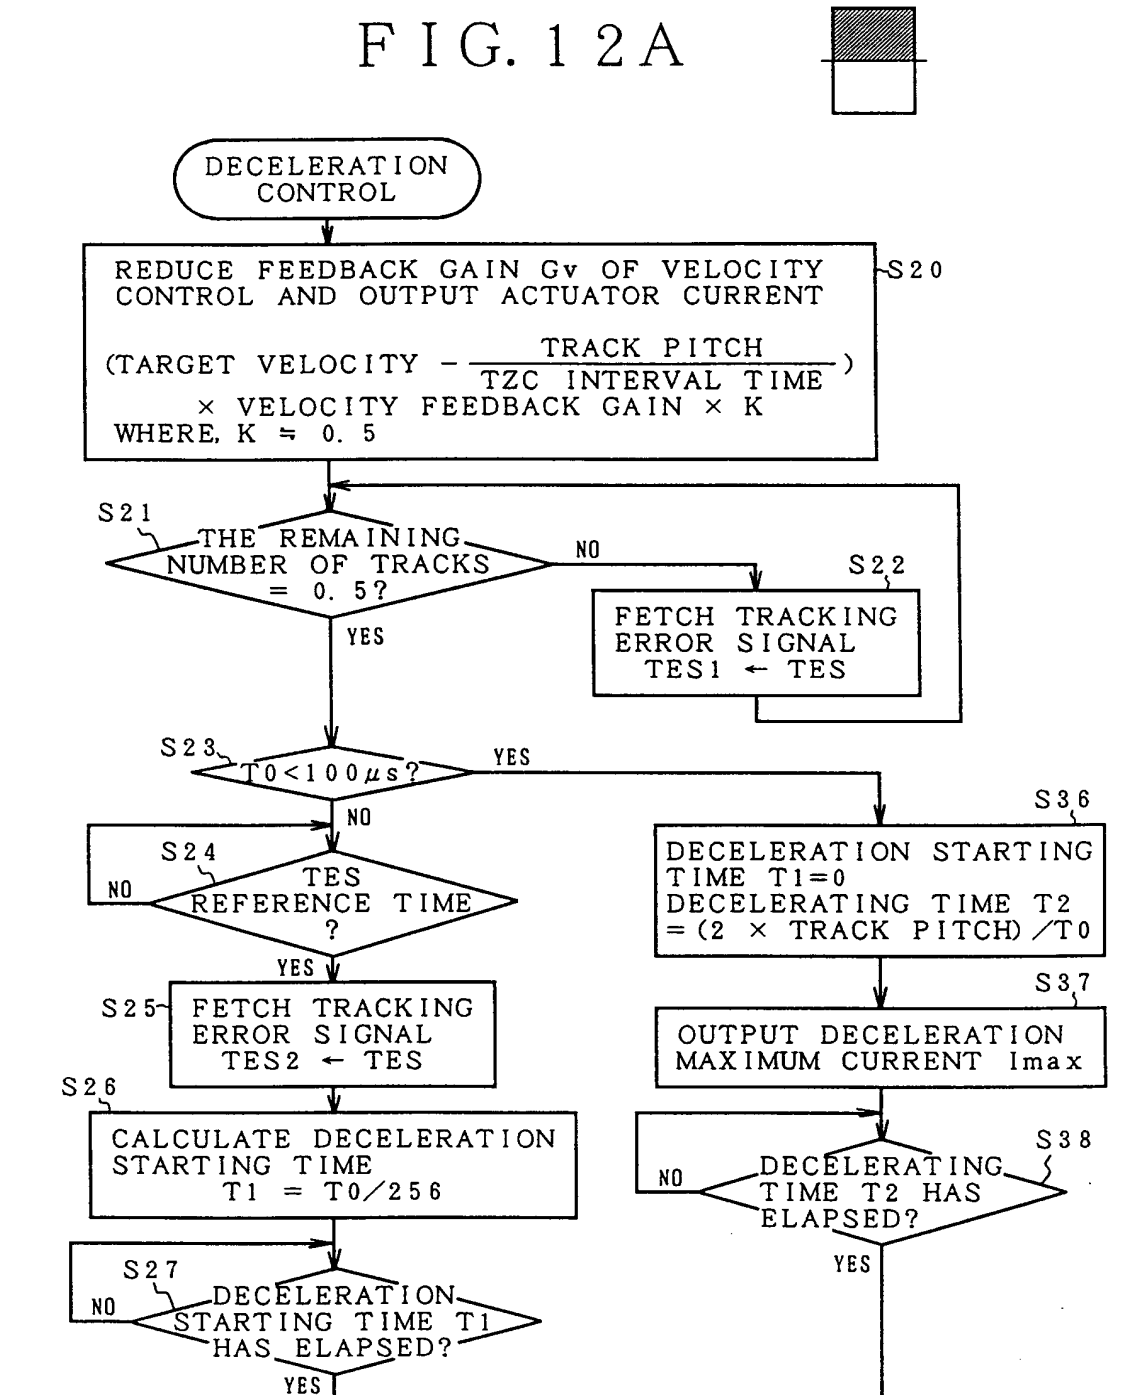 FIG. 12A
DECELERATION
CONTROL
REDUCE FEEDBACK GAIN Gv OF VELOCITY
CONTROL AND OUTPUT ACTUATOR CURRENT
S20
(TARGET VELOCITY - TRACK PITCH / TZC INTERVAL TIME)
× VELOCITY FEEDBACK GAIN × K
WHERE, K ≒ 0.5
S21
THE REMAINING
NUMBER OF TRACKS
= 0.5?
NO
YES
S22
FETCH TRACKING
ERROR SIGNAL
TES1 ← TES
S23
T0<100μs?
YES
NO
S24
TES
REFERENCE TIME
?
NO
YES
S36
DECELERATION STARTING
TIME T1=0
DECELERATING TIME T2
=(2 × TRACK PITCH)/T0
S25
FETCH TRACKING
ERROR SIGNAL
TES2 ← TES
S37
OUTPUT DECELERATION
MAXIMUM CURRENT Imax
S26
CALCULATE DECELERATION
STARTING TIME
T1 = T0/256
S38
DECELERATING
TIME T2 HAS
ELAPSED?
NO
YES
S27
DECELERATION
STARTING TIME T1
HAS ELAPSED?
NO
YES